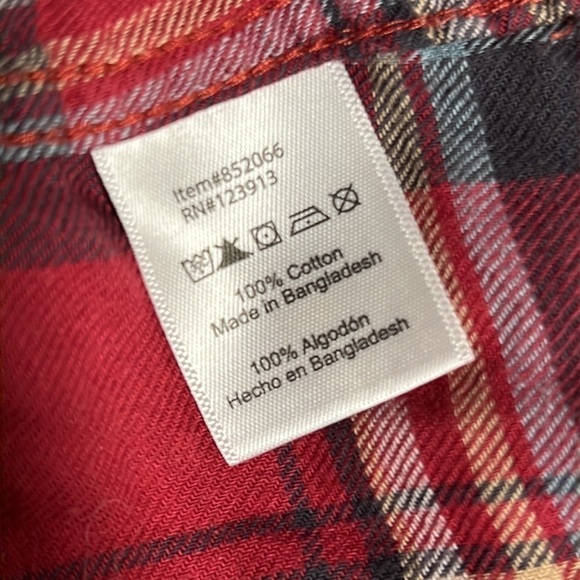 Item#852066
RN#123913
100% Cotton
Made in Bangladesh
100% Algodón
Hecho en Bangladesh